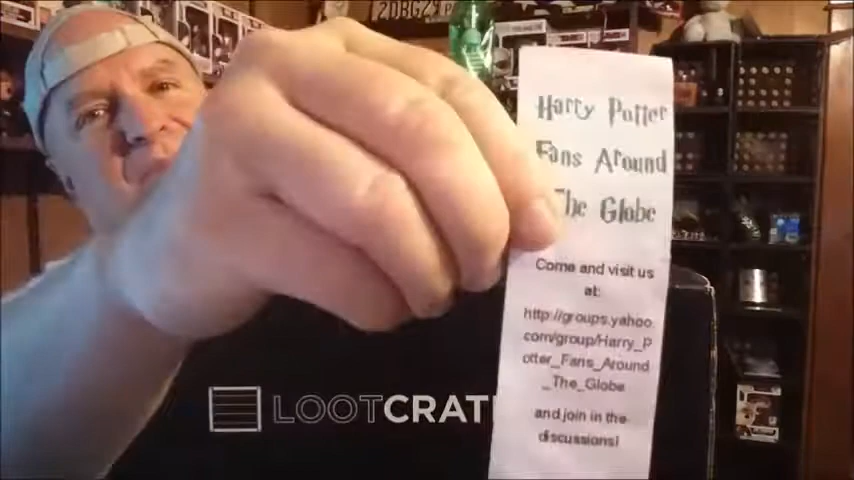 2DBGZYP
Harry Potter
Fans Around
The Globe
Come and visit us
at:
http://groups.yahoo.
com/group/Harry_P
otter_Fans_Around
_The_Globe
and join in the
discussions!
LOOTCRATE